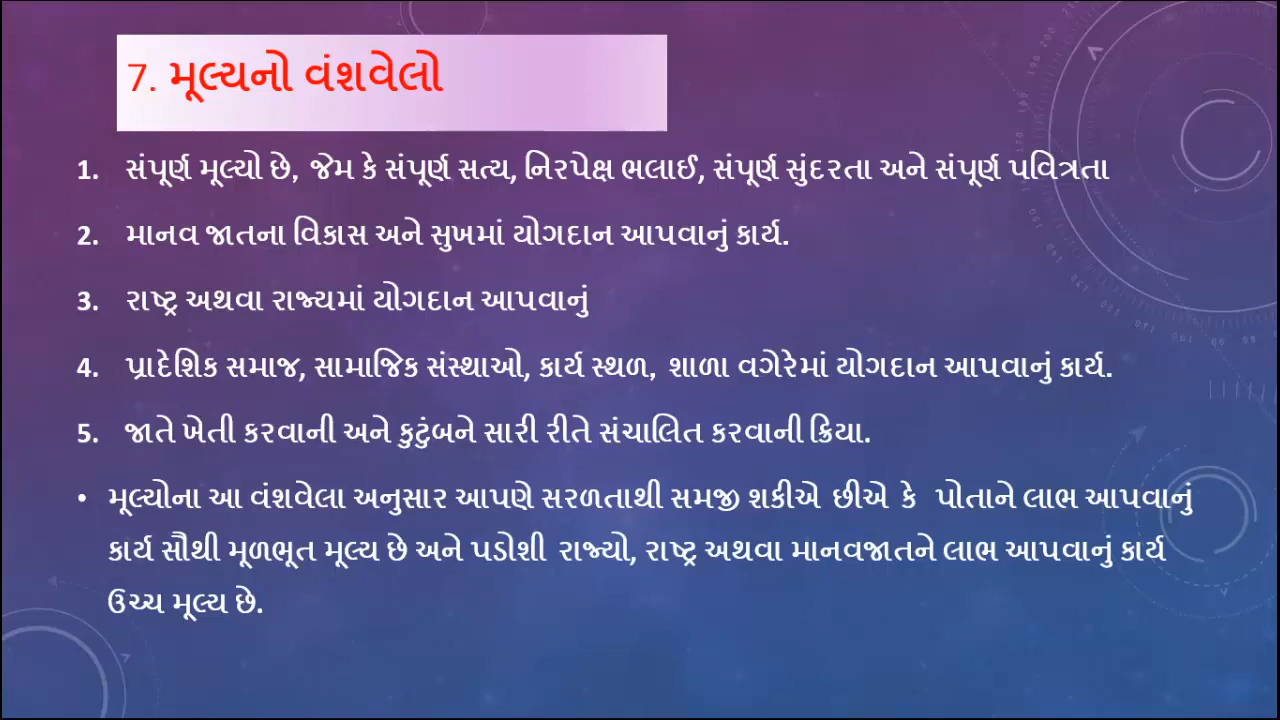 7. મૂલ્યનો વંશવેલો
1. સંપૂર્ણ મૂલ્યો છે, જેમ કે સંપૂર્ણ સત્ય, નિરપેક્ષ ભલાઈ, સંપૂર્ણ સુંદરતા અને સંપૂર્ણ પવિત્રતા
2. માનવ જાતના વિકાસ અને સુખમાં યોગદાન આપવાનું કાર્ય.
3. રાષ્ટ્ર અથવા રાજ્યમાં યોગદાન આપવાનું
4. પ્રાદેશિક સમાજ, સામાજિક સંસ્થાઓ, કાર્ય સ્થળ, શાળા વગેરેમાં યોગદાન આપવાનું કાર્ય.
5. જાતે ખેતી કરવાની અને કુટુંબને સારી રીતે સંચાલિત કરવાની ક્રિયા.
• મૂલ્યોના આ વંશવેલા અનુસાર આપણે સરળતાથી સમજી શકીએ છીએ કે પોતાને લાભ આપવાનું
કાર્ય સૌથી મૂળભૂત મૂલ્ય છે અને પડોશી રાજ્યો, રાષ્ટ્ર અથવા માનવજાતને લાભ આપવાનું કાર્ય
ઉચ્ચ મૂલ્ય છે.